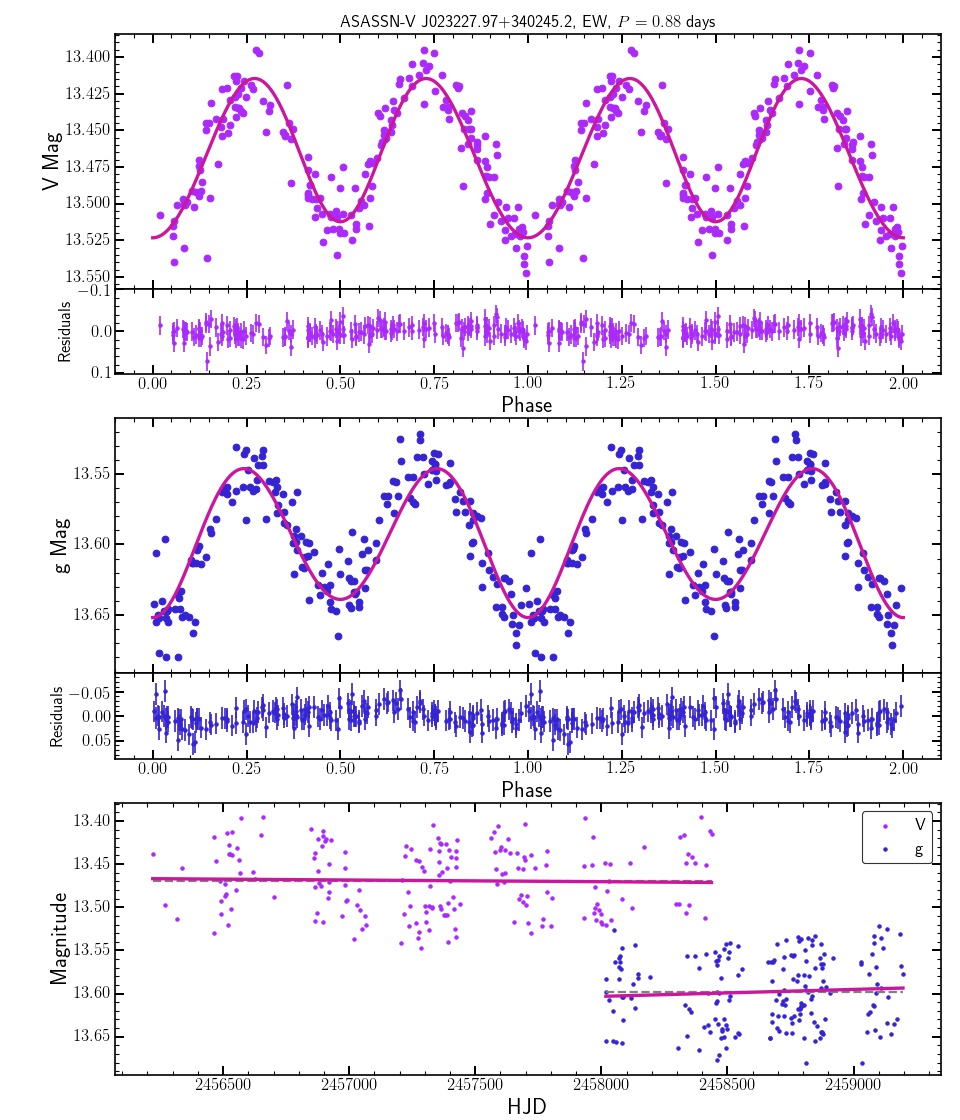 ASASSN-V J023227.97+340245.2, EW, P = 0.88 days
V Mag
13.400
13.425
13.450
13.475
13.500
13.525
13.550
Residuals
−0.1
0.0
0.1
0.00 0.25 0.50 0.75 1.00 1.25 1.50 1.75 2.00
Phase
g Mag
13.55
13.60
13.65
Residuals
−0.05
0.00
0.05
0.00 0.25 0.50 0.75 1.00 1.25 1.50 1.75 2.00
Phase
V
g
Magnitude
13.40
13.45
13.50
13.55
13.60
13.65
2456500 2457000 2457500 2458000 2458500 2459000
HJD